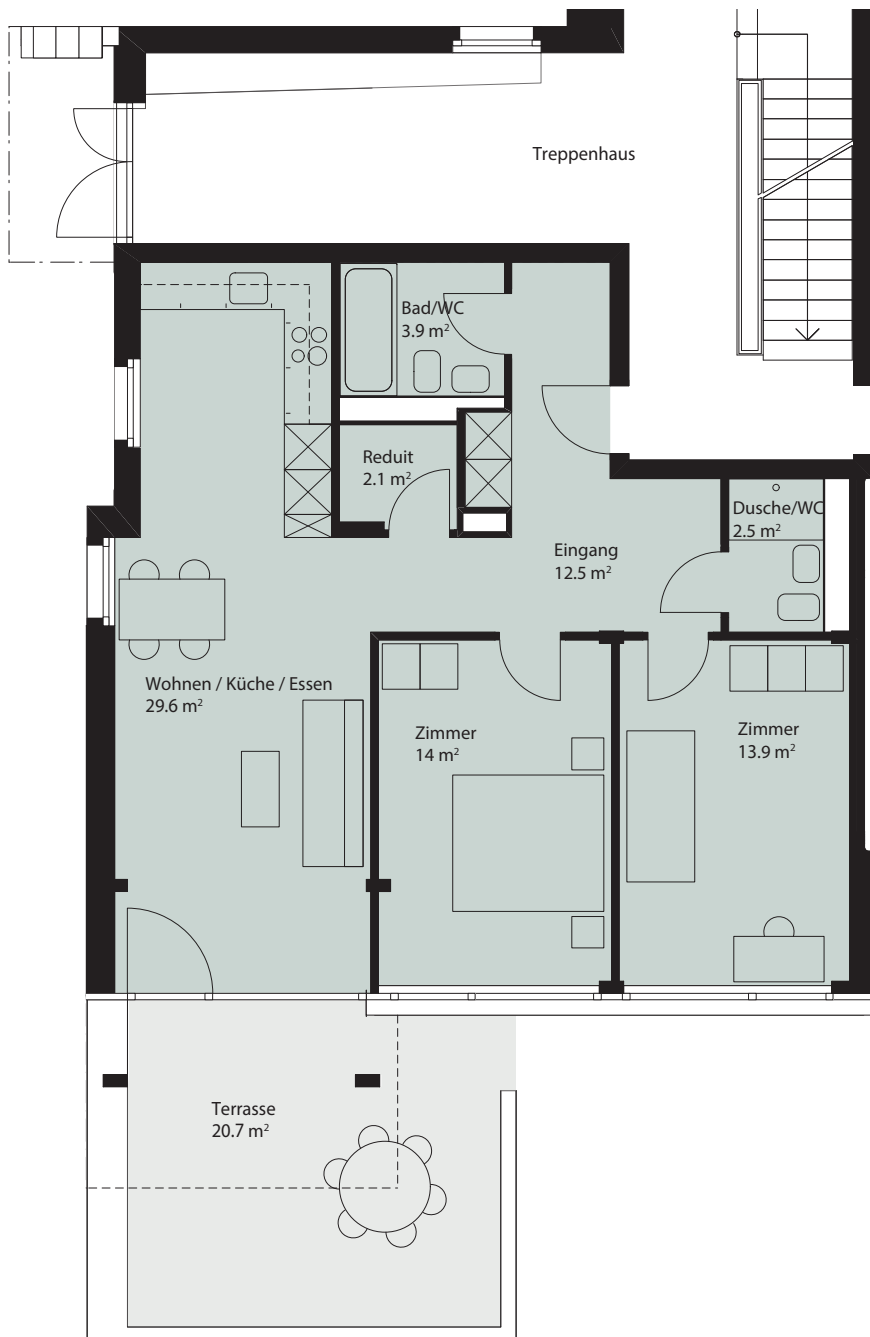 Treppenhaus
Bad/WC
3.9 m²
Reduit
2.1 m²
Dusche/WC
2.5 m²
Eingang
12.5 m²
Wohnen / Küche / Essen
29.6 m²
Zimmer
14 m²
Zimmer
13.9 m²
Terrasse
20.7 m²